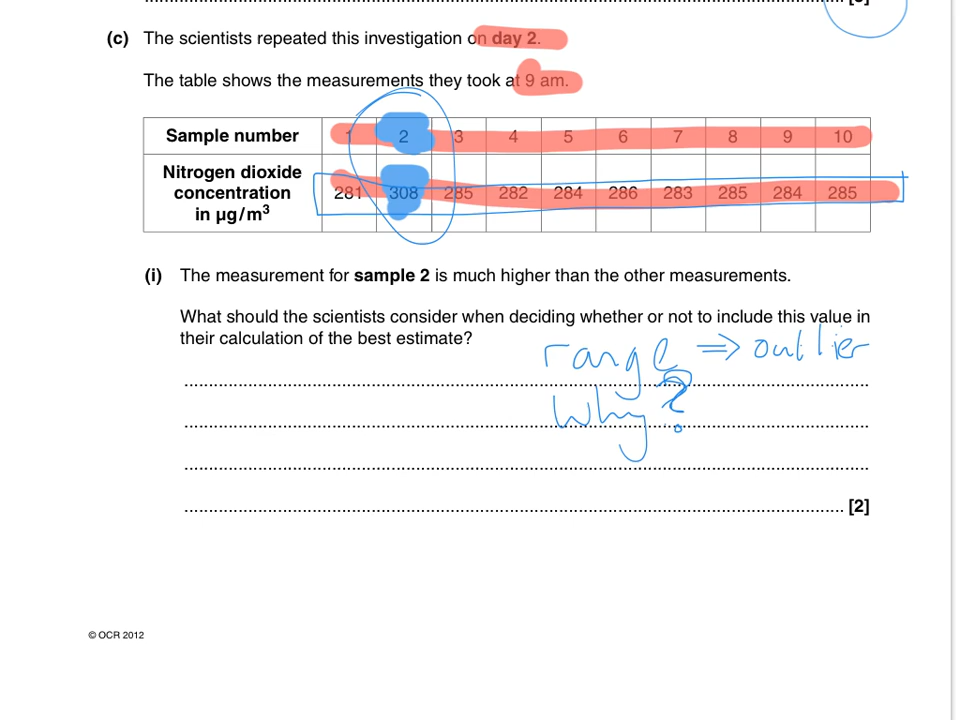 [3]
(c) The scientists repeated this investigation on day 2.
The table shows the measurements they took at 9 am.
Sample number 1 2 3 4 5 6 7 8 9 10
Nitrogen dioxide
concentration 281 308 285 282 284 286 283 285 284 285
in µg/m³
(i) The measurement for sample 2 is much higher than the other measurements.
What should the scientists consider when deciding whether or not to include this value in
their calculation of the best estimate?
range => outlier
Why?
[2]
© OCR 2012